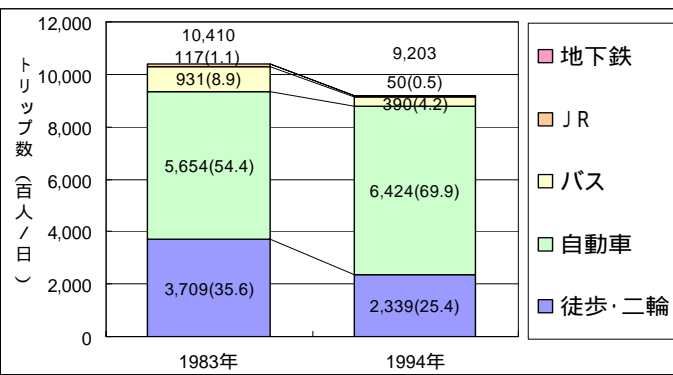 トリップ数(百人/日)
12,000
10,000
8,000
6,000
4,000
2,000
0
10,410
117(1.1)
931(8.9)
5,654(54.4)
3,709(35.6)
9,203
50(0.5)
390(4.2)
6,424(69.9)
2,339(25.4)
1983年
1994年
地下鉄
JR
バス
自動車
徒歩・二輪